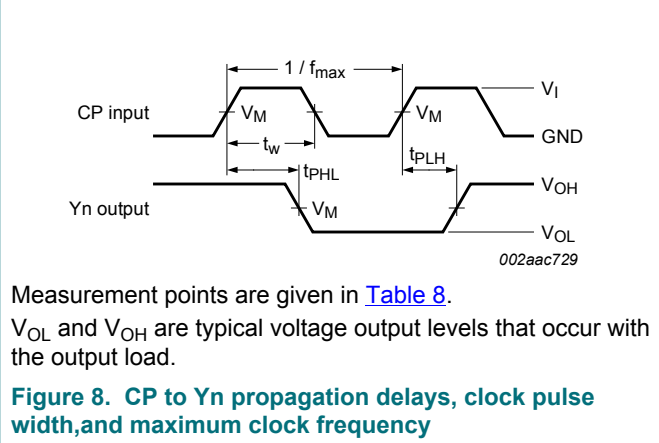 1 / fmax
VI
CP input
VM
VM
GND
tW
tPLH
tPHL
VOH
Yn output
VM
VOL
002aac729
Measurement points are given in Table 8.
VOL and VOH are typical voltage output levels that occur with
the output load.
Figure 8. CP to Yn propagation delays, clock pulse
width,and maximum clock frequency